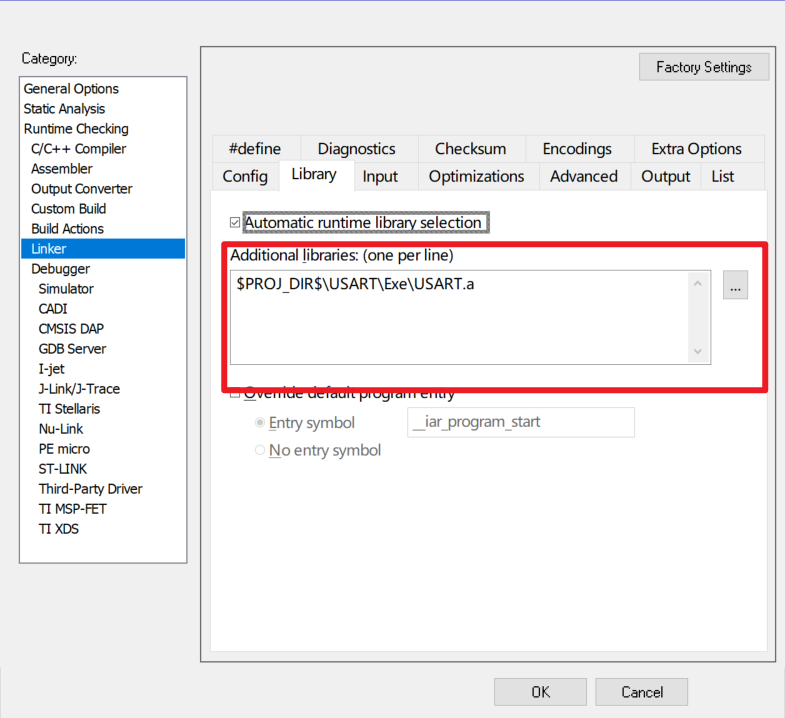 Category:
General Options
Static Analysis
Runtime Checking
C/C++ Compiler
Assembler
Output Converter
Custom Build
Build Actions
Linker
Debugger
Simulator
CADI
CMSIS DAP
GDB Server
I-jet
J-Link/J-Trace
TI Stellaris
Nu-Link
PE micro
ST-LINK
Third-Party Driver
TI MSP-FET
TI XDS
Factory Settings
#define Diagnostics Checksum Encodings Extra Options
Config Library Input Optimizations Advanced Output List
Automatic runtime library selection
Additional libraries: (one per line)
$PROJ_DIR$\USART\Exe\USART.a
...
Override default program entry
Entry symbol __iar_program_start
No entry symbol
OK Cancel